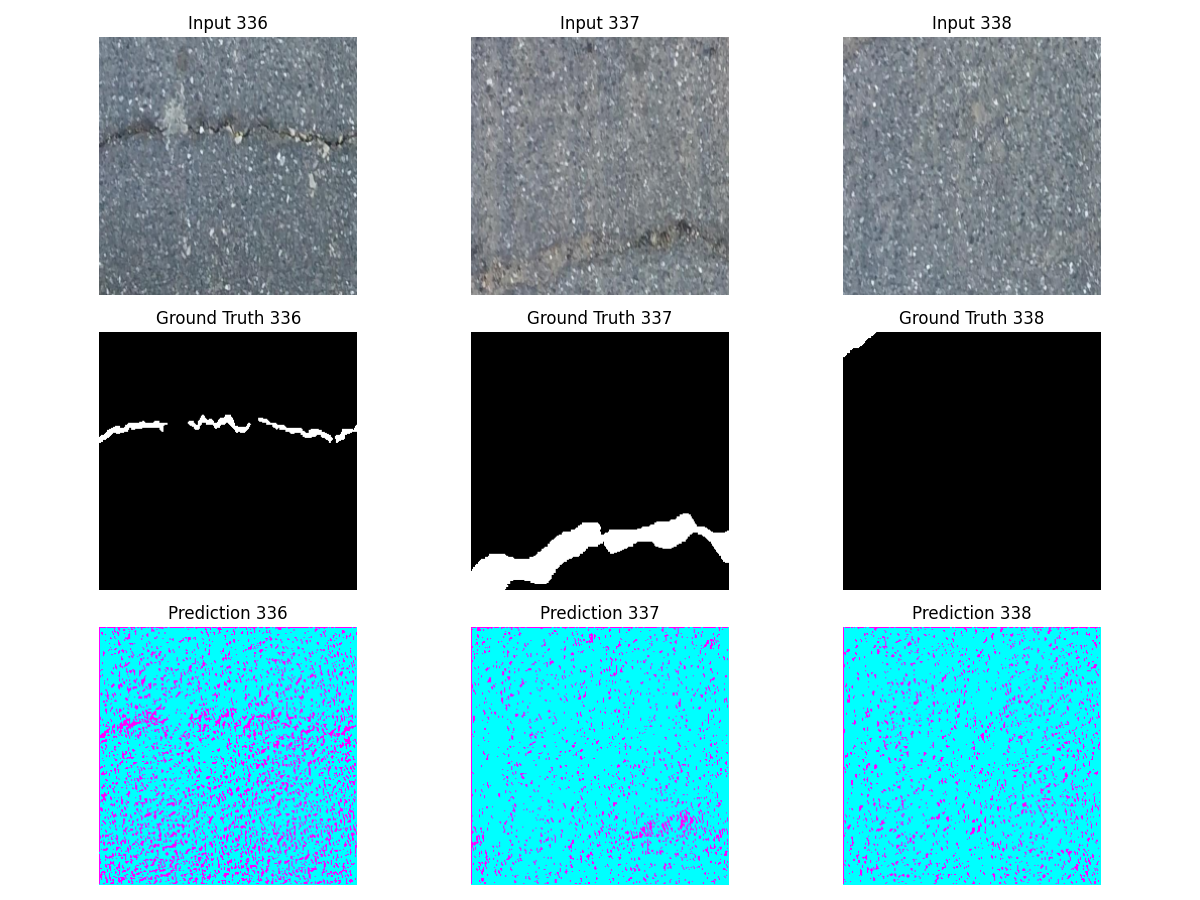 Input 336
Input 337
Input 338
Ground Truth 336
Ground Truth 337
Ground Truth 338
Prediction 336
Prediction 337
Prediction 338